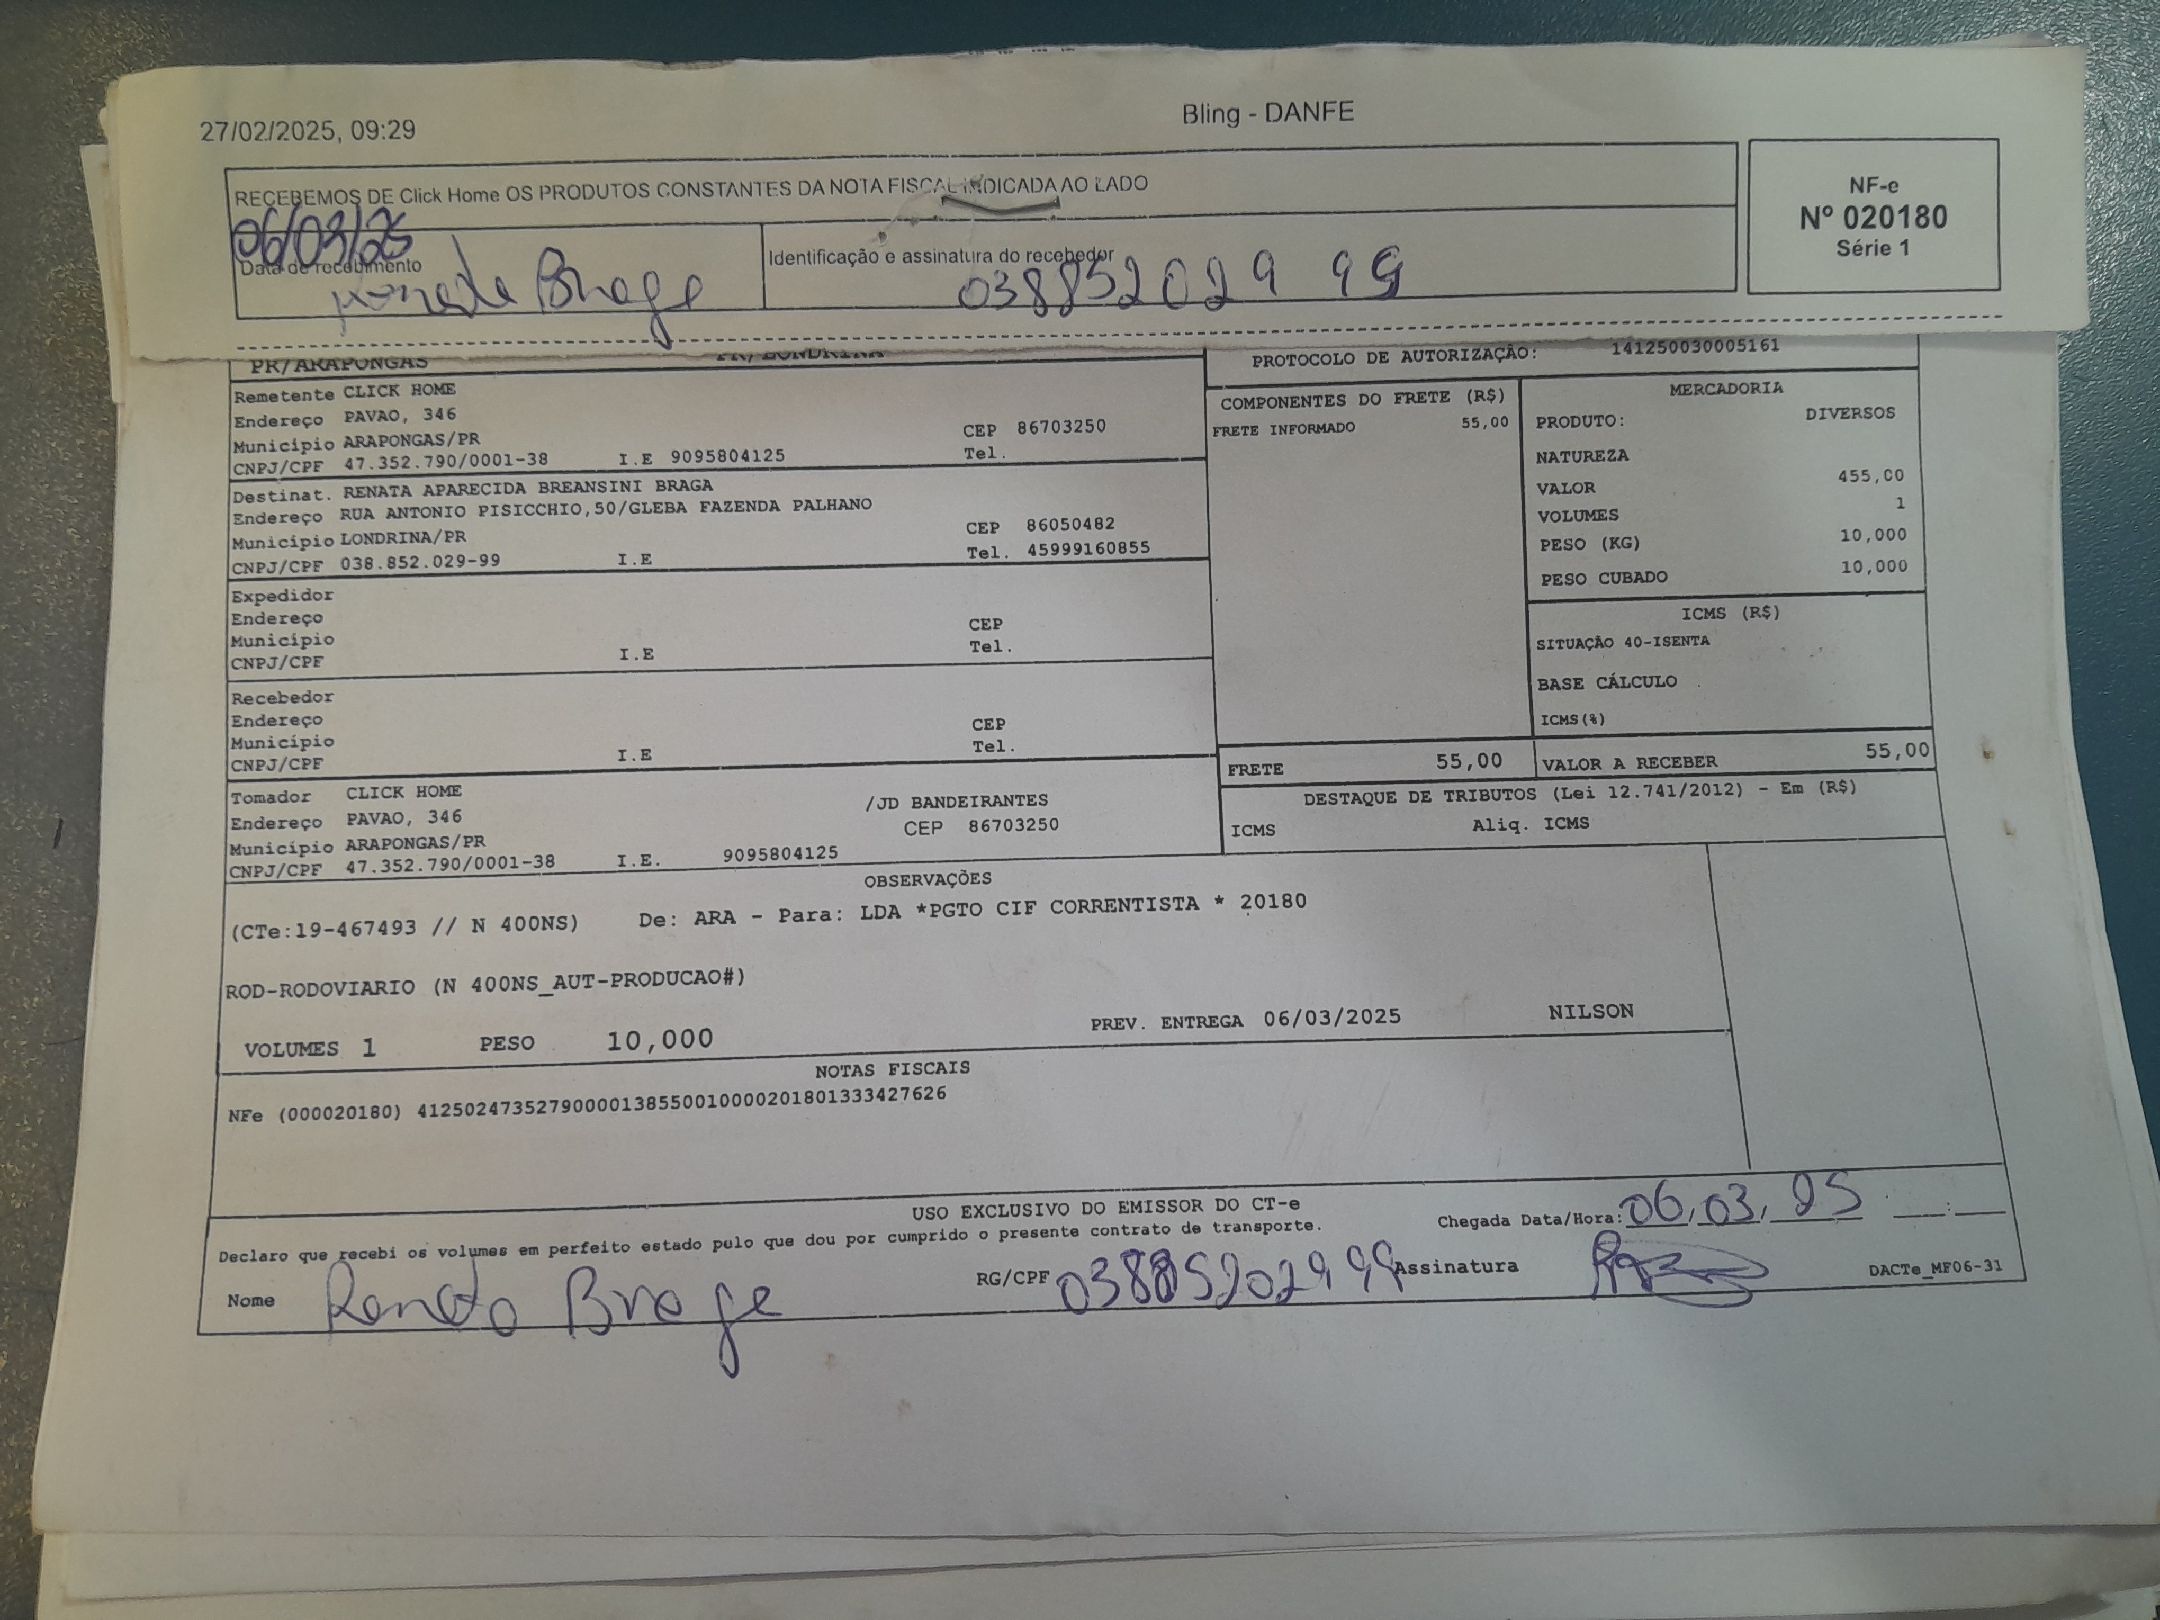 27/02/2025, 09:29
Bling - DANFE
RECEBEMOS DE Click Home OS PRODUTOS CONSTANTES DA NOTA FISCAL INDICADA AO LADO
NF-e
Nº 020180
Série 1
06/03/25
Data de recebimento
Identificação e assinatura do recebedor
Braga
038852029 99
PR/ARAPONGAS
PR/LONDRINA
PROTOCOLO DE AUTORIZAÇÃO: 141250030005161
Remetente CLICK HOME
Endereço PAVAO, 346
Município ARAPONGAS/PR CEP 86703250
CNPJ/CPF 47.352.790/0001-38 I.E 9095804125 Tel.
Destinat. RENATA APARECIDA BREANSINI BRAGA
Endereço RUA ANTONIO PISICCHIO,50/GLEBA FAZENDA PALHANO
Município LONDRINA/PR CEP 86050482
CNPJ/CPF 038.852.029-99 I.E Tel. 45999160855
Expedidor
Endereço
Município CEP
CNPJ/CPF I.E Tel.
Recebedor
Endereço
Município CEP
CNPJ/CPF I.E Tel.
Tomador CLICK HOME
Endereço PAVAO, 346 /JD BANDEIRANTES
Município ARAPONGAS/PR CEP 86703250
CNPJ/CPF 47.352.790/0001-38 I.E. 9095804125
COMPONENTES DO FRETE (R$)
FRETE INFORMADO 55,00
MERCADORIA
PRODUTO: DIVERSOS
NATUREZA
VALOR 455,00
VOLUMES 1
PESO (KG) 10,000
PESO CUBADO 10,000
ICMS (R$)
SITUAÇÃO 40-ISENTA
BASE CÁLCULO
ICMS(%)
FRETE 55,00 VALOR A RECEBER 55,00
DESTAQUE DE TRIBUTOS (Lei 12.741/2012) - Em (R$)
ICMS Aliq. ICMS
OBSERVAÇÕES
(CTe:19-467493 // N 400NS) De: ARA - Para: LDA *PGTO CIF CORRENTISTA * 20180
ROD-RODOVIARIO (N 400NS_AUT-PRODUCAO#)
VOLUMES 1 PESO 10,000 PREV. ENTREGA 06/03/2025 NILSON
NOTAS FISCAIS
NFe (000020180) 41250247352790000138550010000201801333427626
USO EXCLUSIVO DO EMISSOR DO CT-e
Declaro que recebi os volumes em perfeito estado pulo que dou por cumprido o presente contrato de transporte.
Chegada Data/Hora: 06/03/25 __:__
Nome Renata Braga RG/CPF 03885202999 Assinatura
DACTe_MF06-31